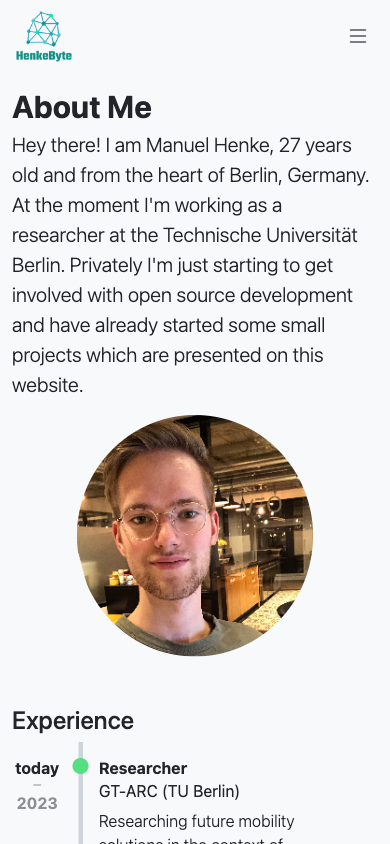 HenkeByte
About Me
Hey there! I am Manuel Henke, 27 years
old and from the heart of Berlin, Germany.
At the moment I'm working as a
researcher at the Technische Universität
Berlin. Privately I'm just starting to get
involved with open source development
and have already started some small
projects which are presented on this
website.
Experience
today
–
2023
Researcher
GT-ARC (TU Berlin)
Researching future mobility
solutions in the context of